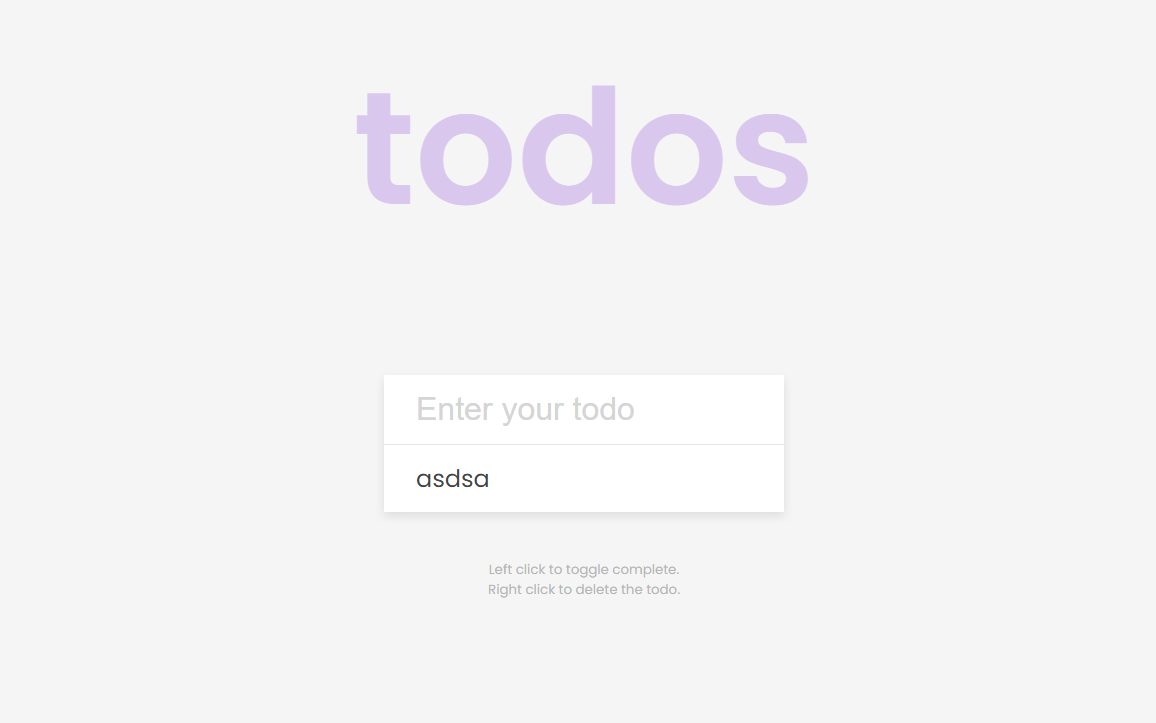 todos
Enter your todo
asdsa
Left click to toggle complete.
Right click to delete the todo.